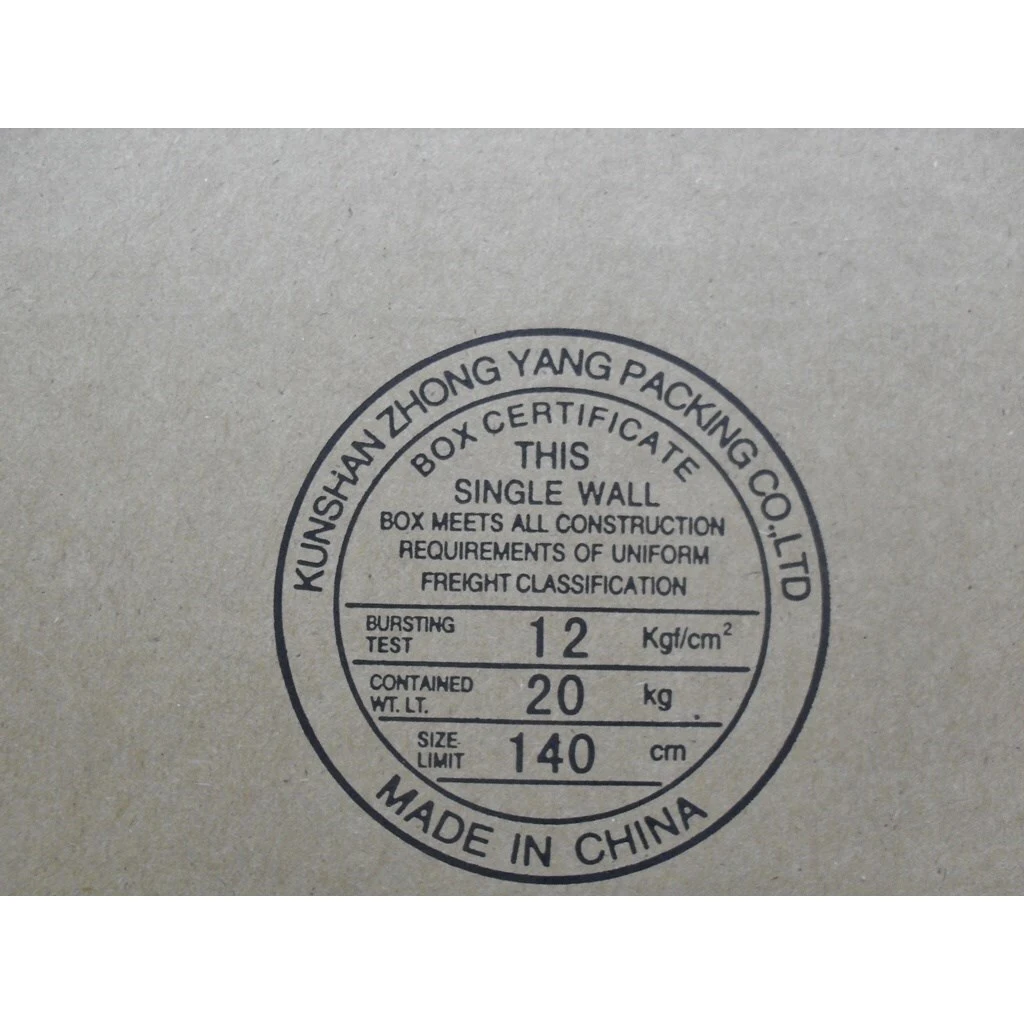 KUNSHAN ZHONG YANG PACKING CO.,LTD
BOX CERTIFICATE
THIS
SINGLE WALL
BOX MEETS ALL CONSTRUCTION
REQUIREMENTS OF UNIFORM
FREIGHT CLASSIFICATION
BURSTING TEST 12 Kgf/cm²
CONTAINED WT. LT. 20 kg
SIZE LIMIT 140 cm
MADE IN CHINA